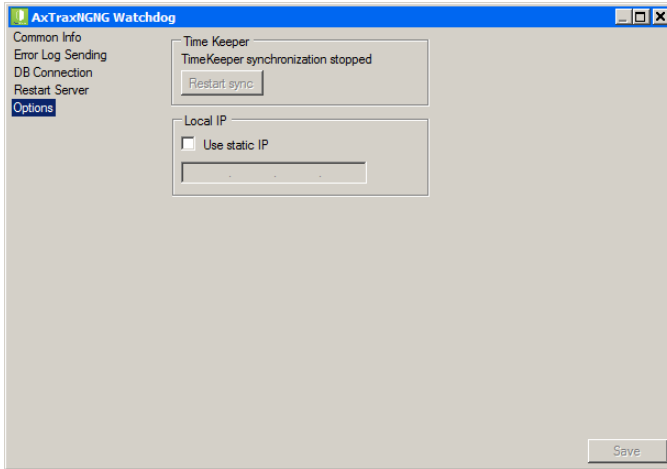 AxTraxNGNG Watchdog
Common Info
Error Log Sending
DB Connection
Restart Server
Options
Time Keeper
TimeKeeper synchronization stopped
Restart sync
Local IP
Use static IP
. . .
Save